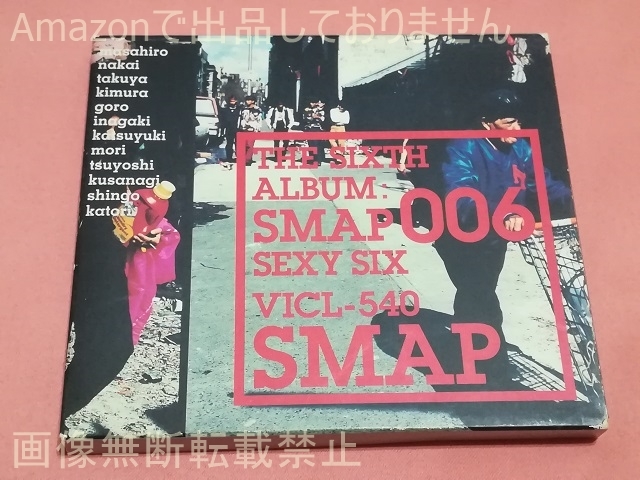 Amazonで出品しておりません
masahiro
nakai
takuya
kimura
goro
inagaki
katsuyuki
mori
tsuyoshi
kusanagi
shingo
katori
THE SIXTH
ALBUM:
SMAP 006
SEXY SIX
VICL-540
SMAP
画像無断転載禁止